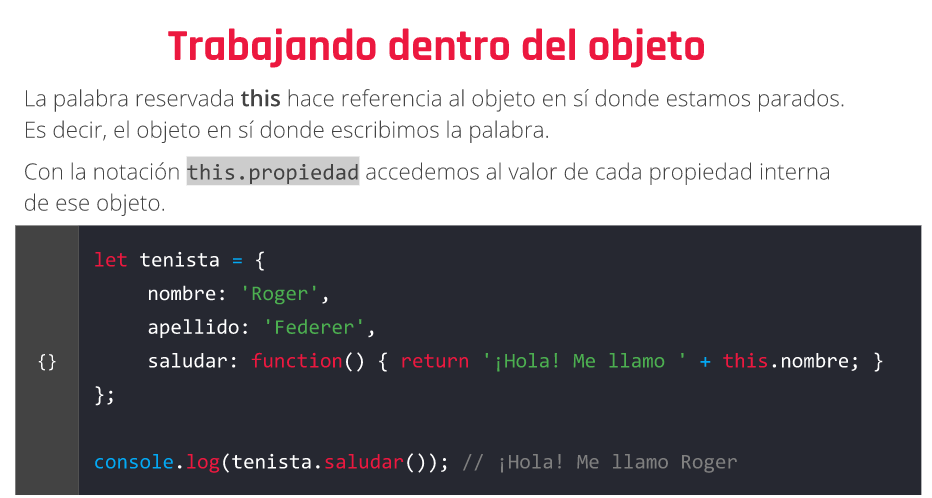 Trabajando dentro del objeto
La palabra reservada this hace referencia al objeto en sí donde estamos parados.
Es decir, el objeto en sí donde escribimos la palabra.
Con la notación this.propiedad accedemos al valor de cada propiedad interna
de ese objeto.
let tenista = {
nombre: 'Roger',
apellido: 'Federer',
{}
saludar: function() { return '¡Hola! Me llamo ' + this.nombre; }
};
console.log(tenista.saludar()); // ¡Hola! Me llamo Roger